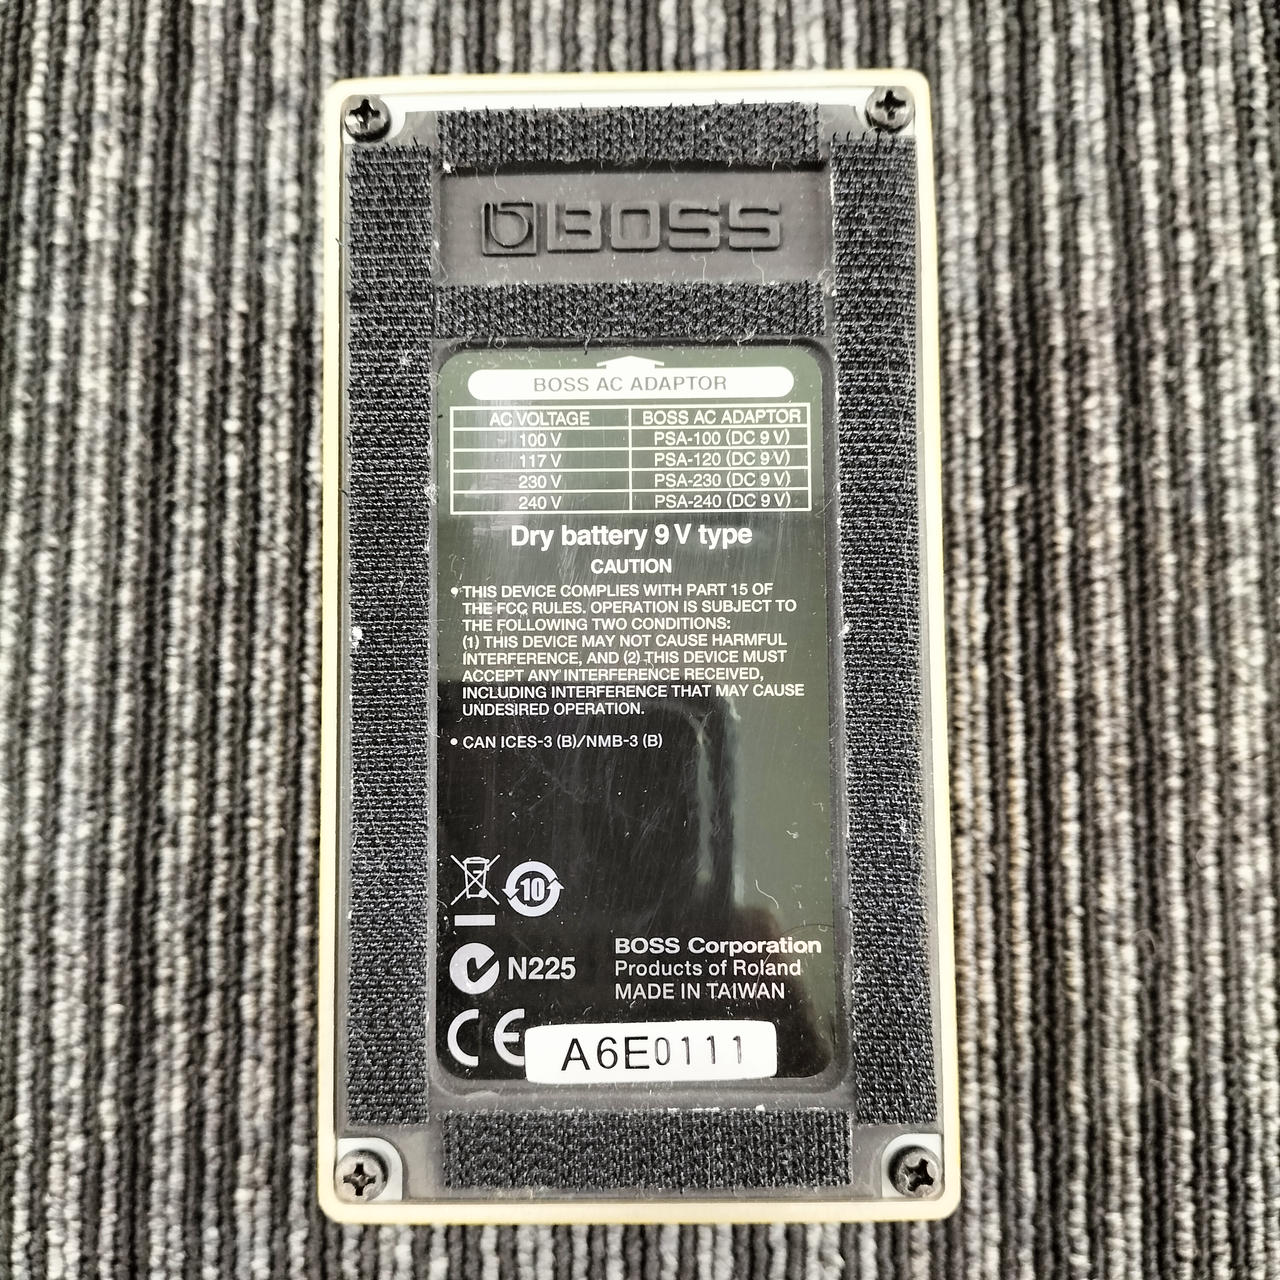 BOSS
BOSS AC ADAPTOR
AC VOLTAGE BOSS AC ADAPTOR
100 V PSA-100 (DC 9 V)
117 V PSA-120 (DC 9 V)
230 V PSA-230 (DC 9 V)
240 V PSA-240 (DC 9 V)
Dry battery 9 V type
CAUTION
• THIS DEVICE COMPLIES WITH PART 15 OF
THE FCC RULES. OPERATION IS SUBJECT TO
THE FOLLOWING TWO CONDITIONS:
(1) THIS DEVICE MAY NOT CAUSE HARMFUL
INTERFERENCE, AND (2) THIS DEVICE MUST
ACCEPT ANY INTERFERENCE RECEIVED,
INCLUDING INTERFERENCE THAT MAY CAUSE
UNDESIRED OPERATION.
• CAN ICES-3 (B)/NMB-3 (B)
10
N225
BOSS Corporation
Products of Roland
MADE IN TAIWAN
CE
A6E0111